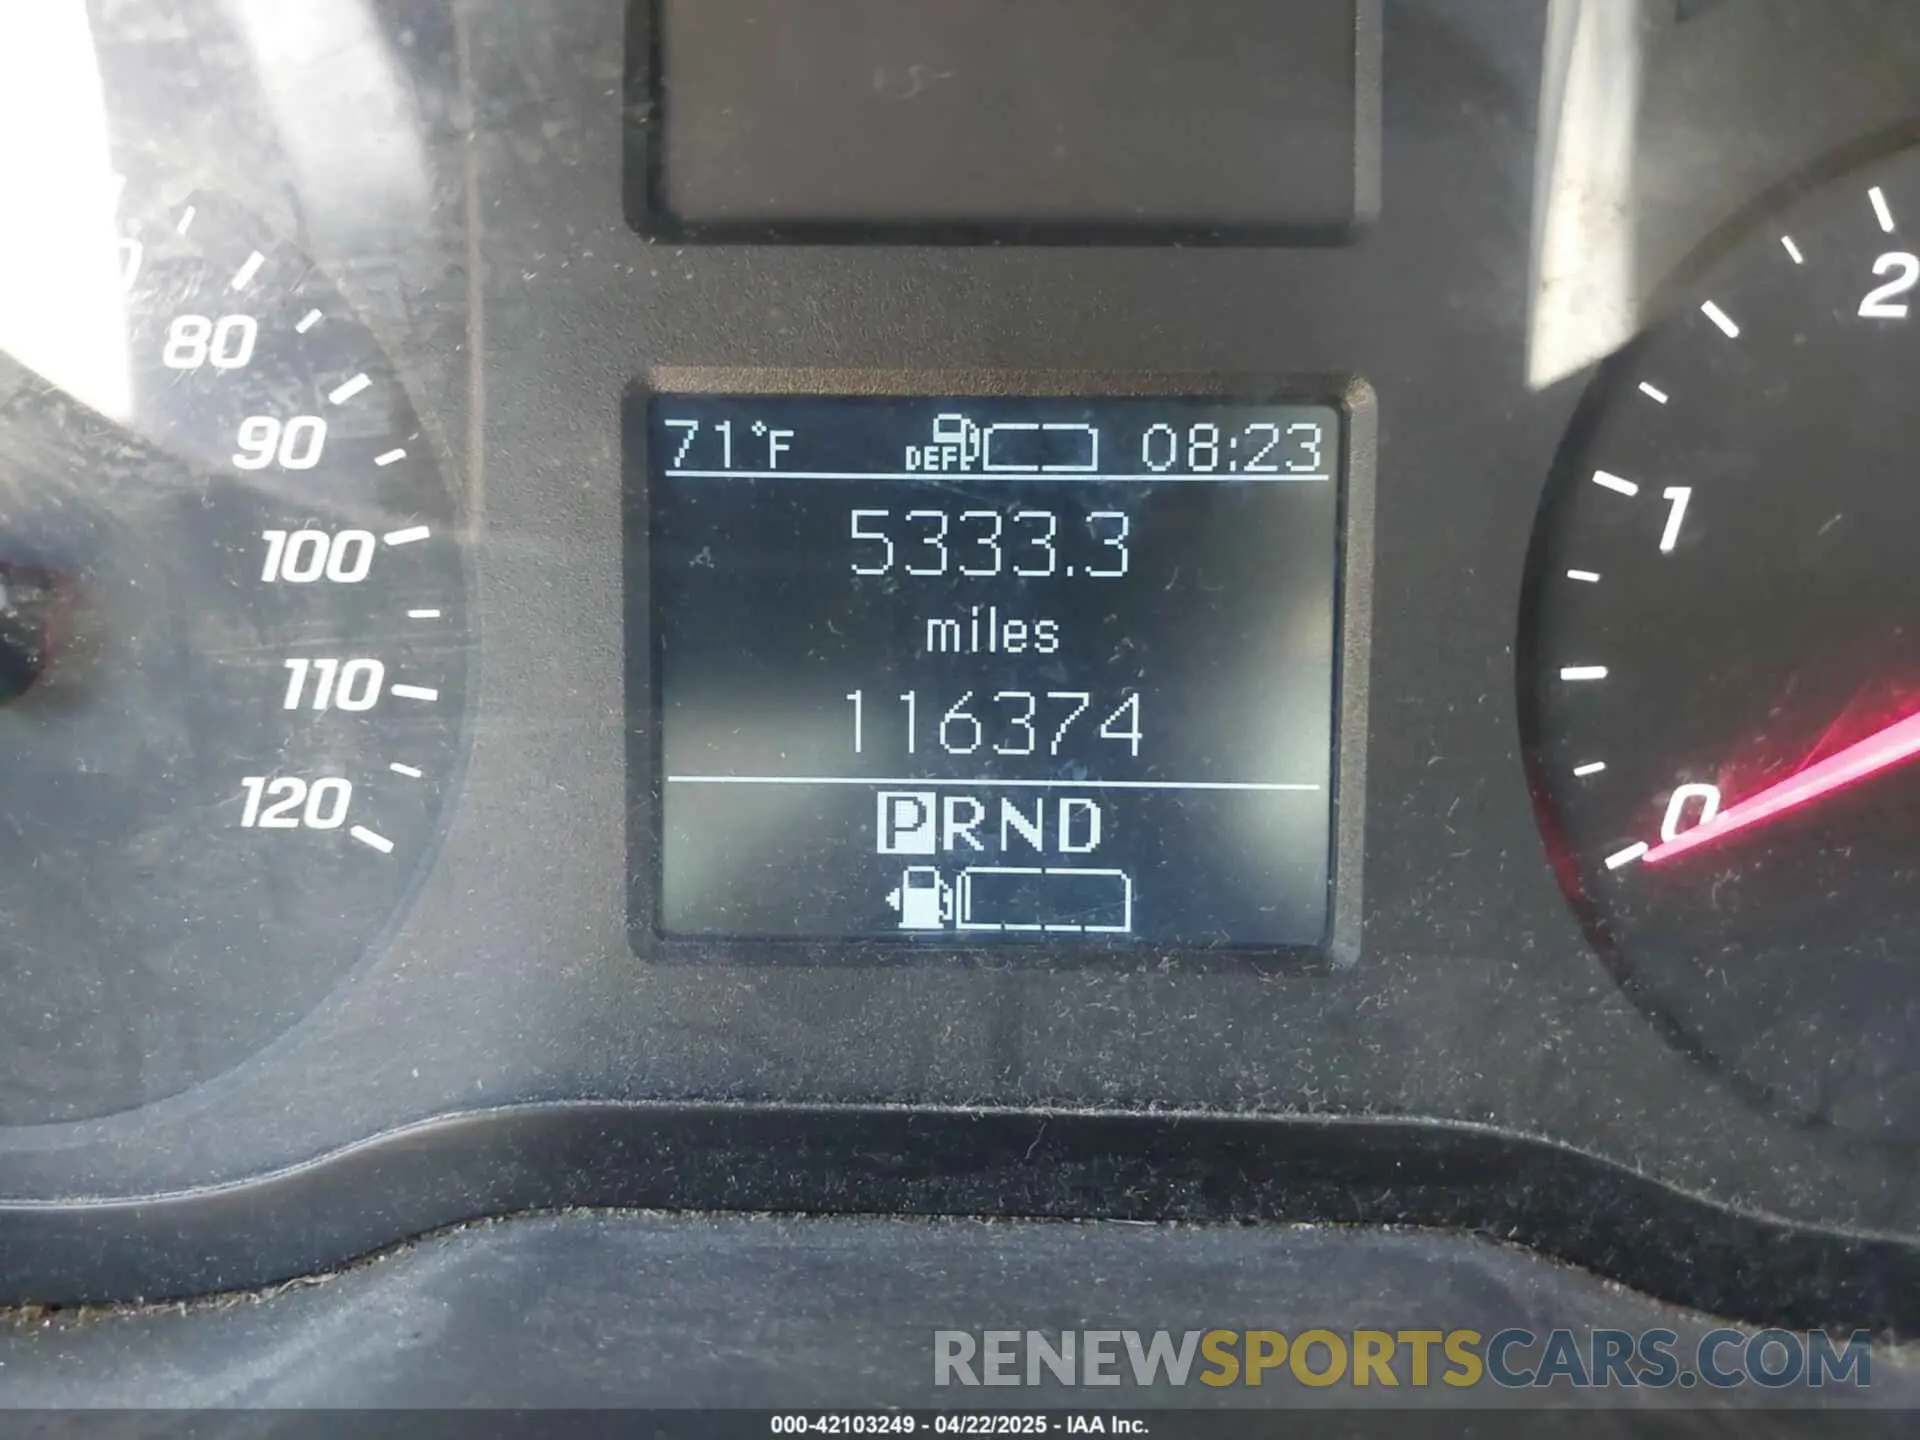 80
90
100
110
120
71°F DEF 08:23
5333.3
miles
116374
PRND
2
1
0
RENEWSPORTSCARS.COM
000-42103249 - 04/22/2025 - IAA Inc.